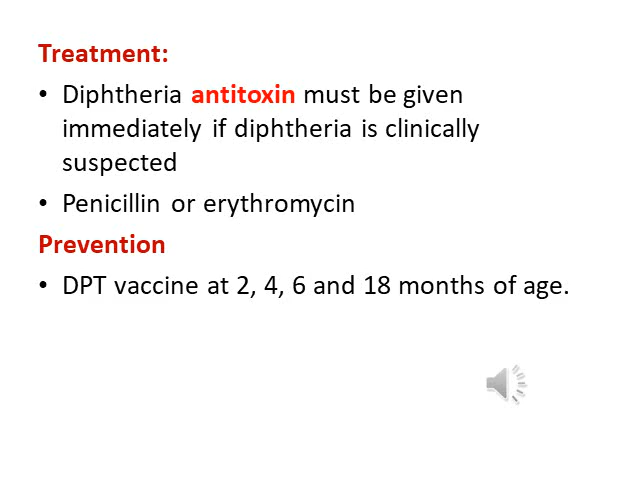 Treatment:
• Diphtheria antitoxin must be given
immediately if diphtheria is clinically
suspected
• Penicillin or erythromycin
Prevention
• DPT vaccine at 2, 4, 6 and 18 months of age.